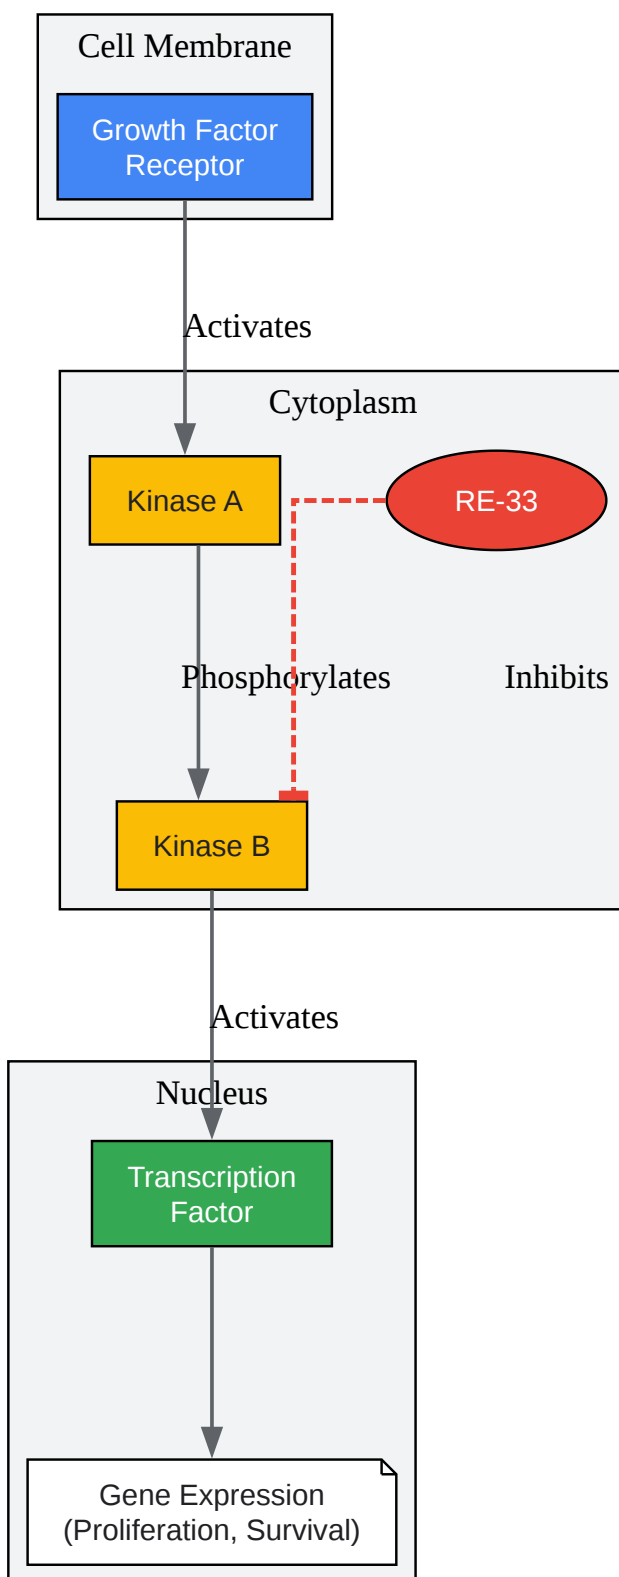 Cell Membrane
Growth Factor
Receptor
Activates
Cytoplasm
Kinase A
RE-33
Phosphorylates
Inhibits
Kinase B
Activates
Nucleus
Transcription
Factor
Gene Expression
(Proliferation, Survival)